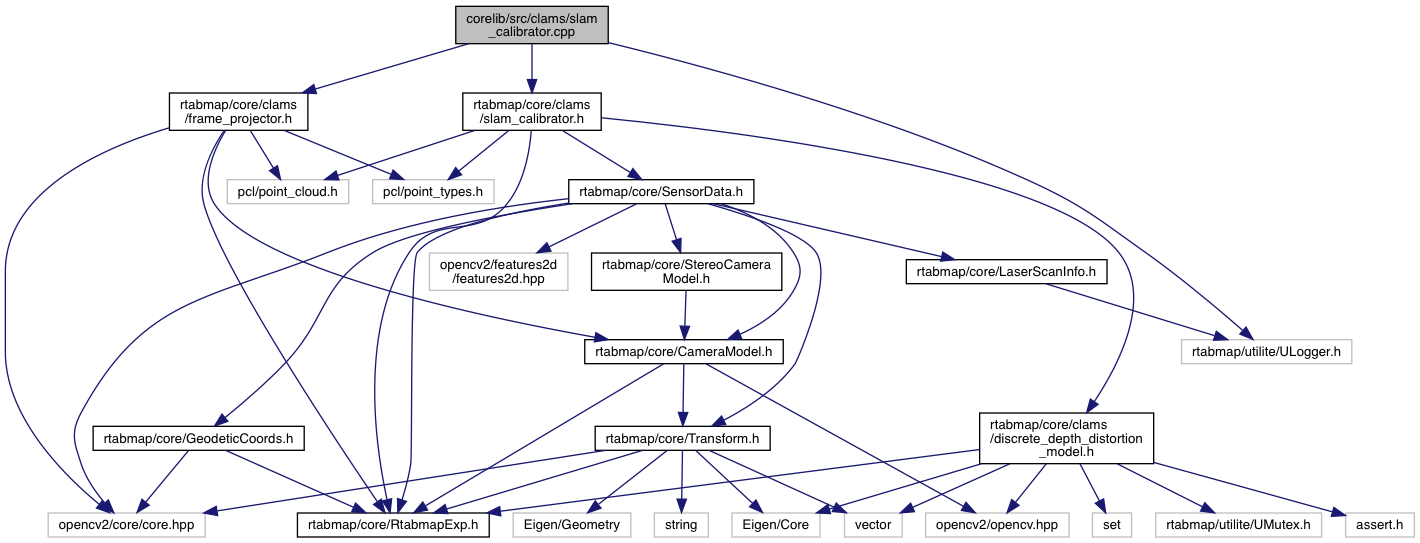 corelib/src/clams/slam
_calibrator.cpp
rtabmap/core/clams
/frame_projector.h
rtabmap/core/clams
/slam_calibrator.h
pcl/point_cloud.h
pcl/point_types.h
rtabmap/core/SensorData.h
opencv2/features2d
/features2d.hpp
rtabmap/core/StereoCamera
Model.h
rtabmap/core/LaserScanInfo.h
rtabmap/core/CameraModel.h
rtabmap/utilite/ULogger.h
rtabmap/core/GeodeticCoords.h
rtabmap/core/Transform.h
rtabmap/core/clams
/discrete_depth_distortion
_model.h
opencv2/core/core.hpp
rtabmap/core/RtabmapExp.h
Eigen/Geometry
string
Eigen/Core
vector
opencv2/opencv.hpp
set
rtabmap/utilite/UMutex.h
assert.h